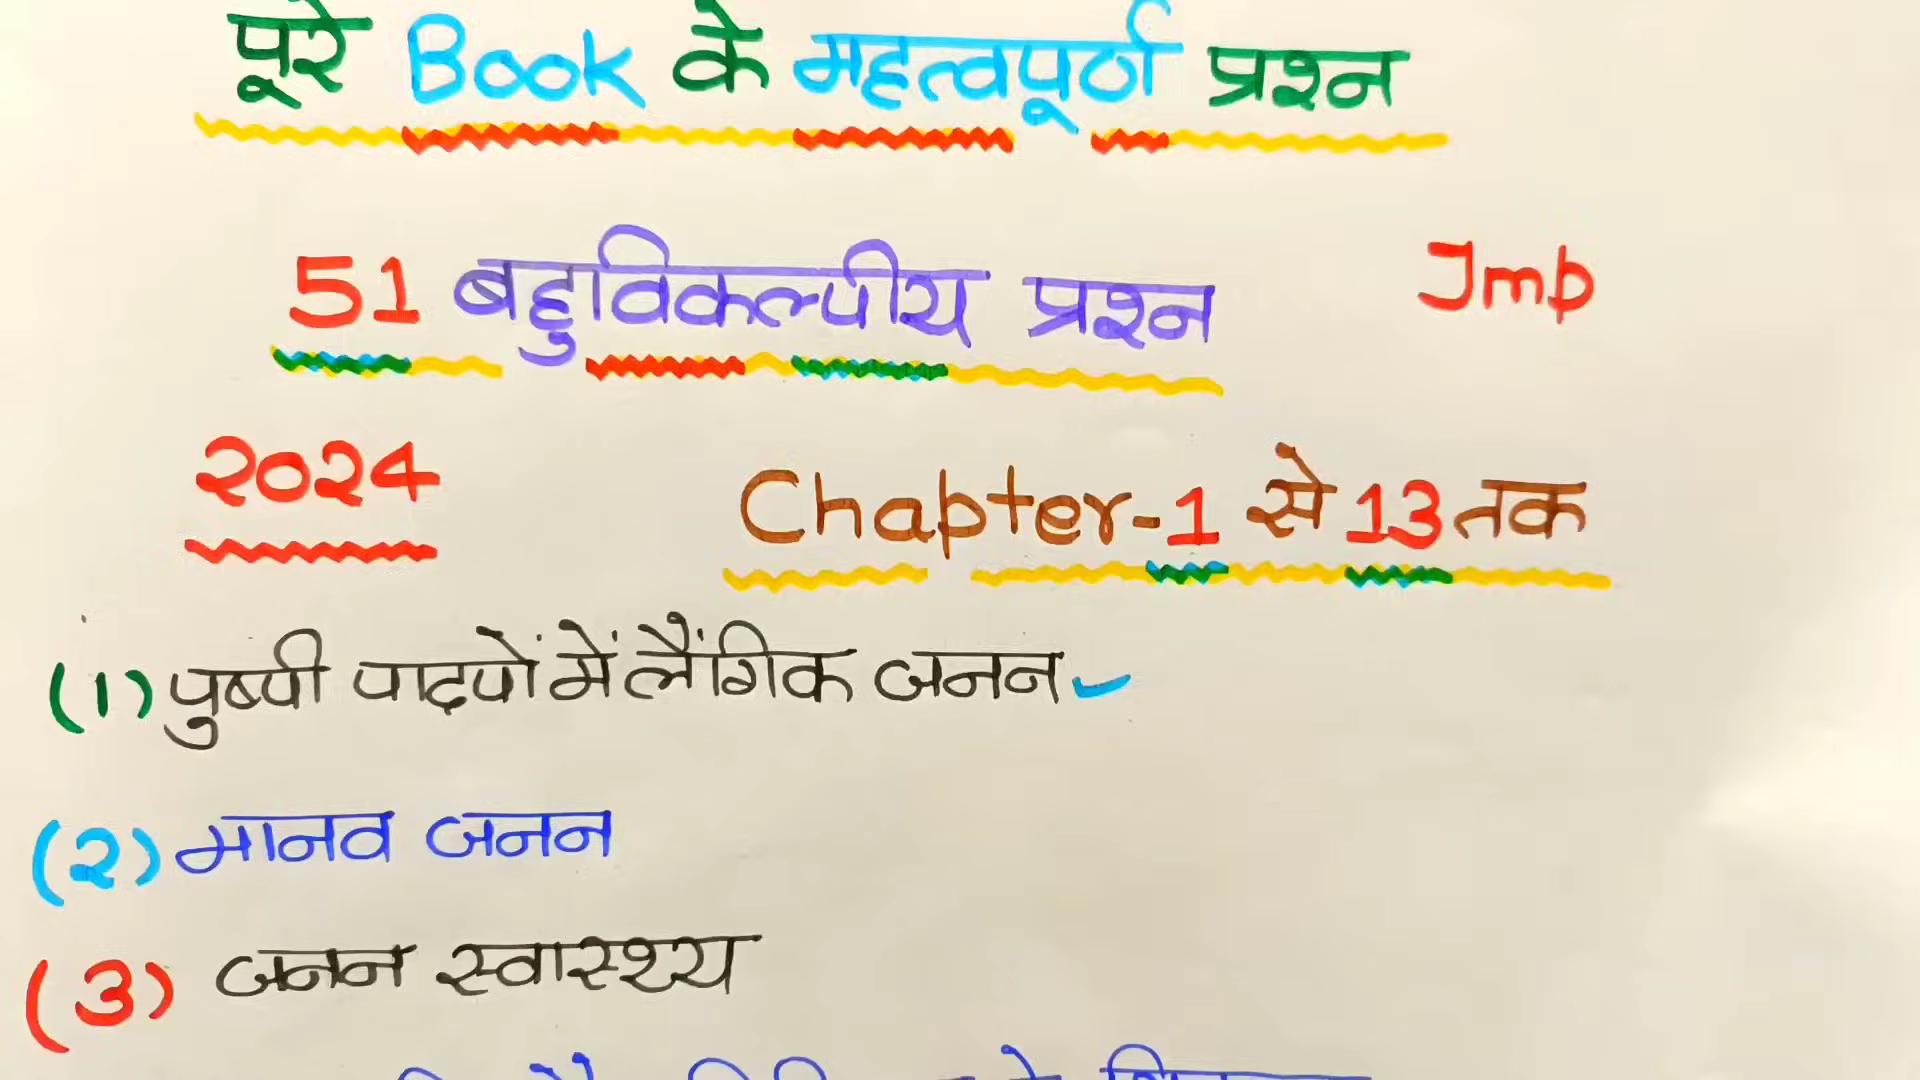 पूरे Book के महत्वपूर्ण प्रश्न
51 बहुविकल्पीय प्रश्न Imp
2024 Chapter-1 से 13 तक
(1) पुष्पी पादपों में लैंगिक जनन
(2) मानव जनन
(3) जनन स्वास्थ्य